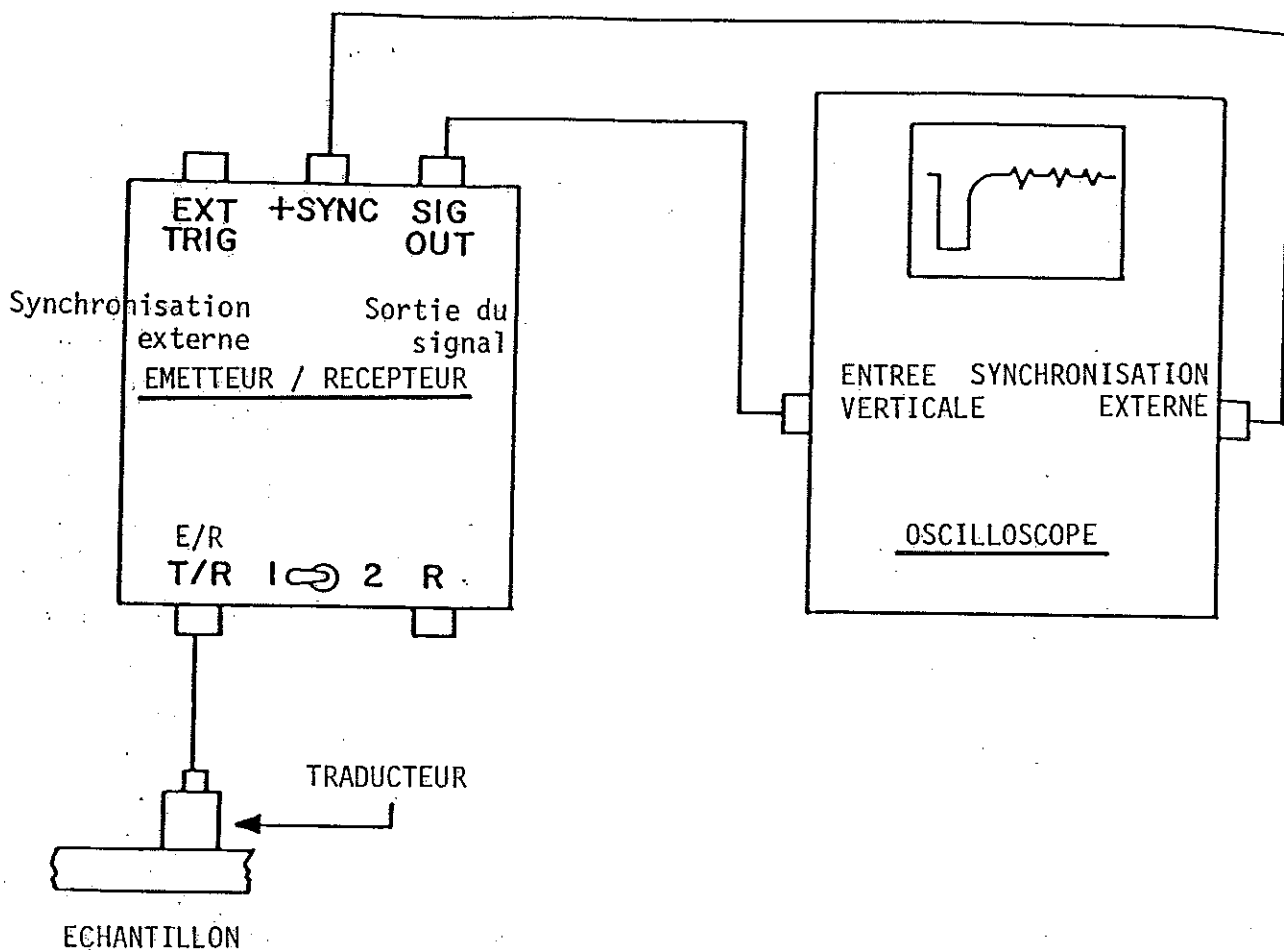 EXT +SYNC SIG
TRIG OUT
Synchronisation
externe
Sortie du
signal
EMETTEUR / RECEPTEUR
E/R
T/R 1 2 R
ENTREE SYNCHRONISATION
VERTICALE EXTERNE
OSCILLOSCOPE
TRADUCTEUR
ECHANTILLON